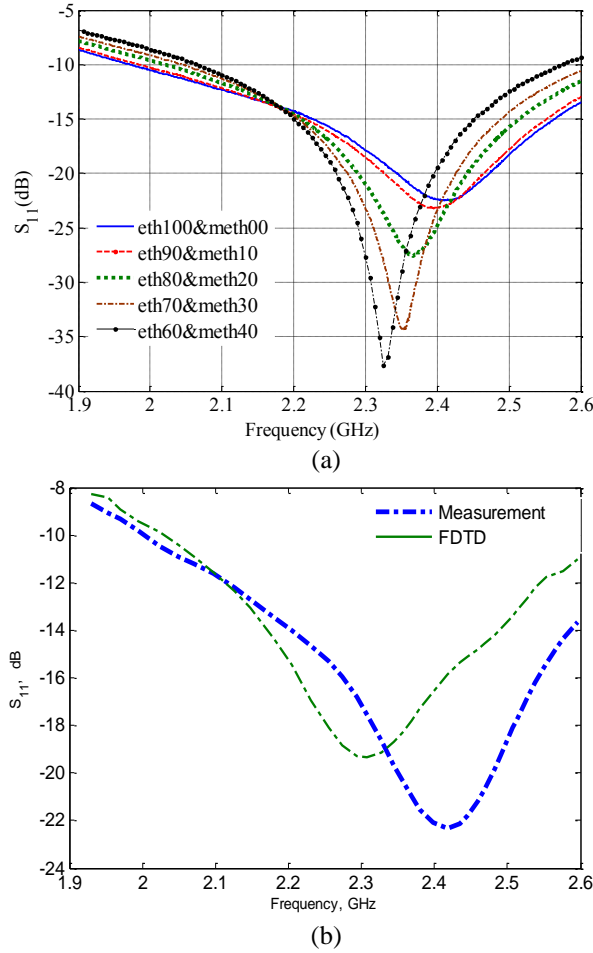 -5
-10
-15
-20
-25
-30
-35
-40
S11(dB)
eth100&meth00
eth90&meth10
eth80&meth20
eth70&meth30
eth60&meth40
1.9 2 2.1 2.2 2.3 2.4 2.5 2.6
Frequency (GHz)
(a)
-8
-10
-12
-14
-16
-18
-20
-22
-24
S11, dB
Measurement
FDTD
1.9 2 2.1 2.2 2.3 2.4 2.5 2.6
Frequency, GHz
(b)